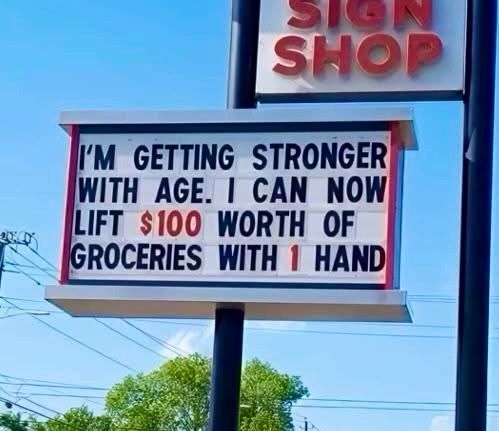 SIGN
SHOP
I'M GETTING STRONGER
WITH AGE. I CAN NOW
LIFT $100 WORTH OF
GROCERIES WITH 1 HAND